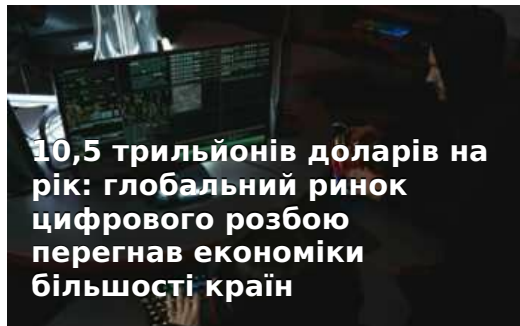 10,5 трильйонів доларів на
рік: глобальний ринок
цифрового розбою
перегнав економіки
більшості країн